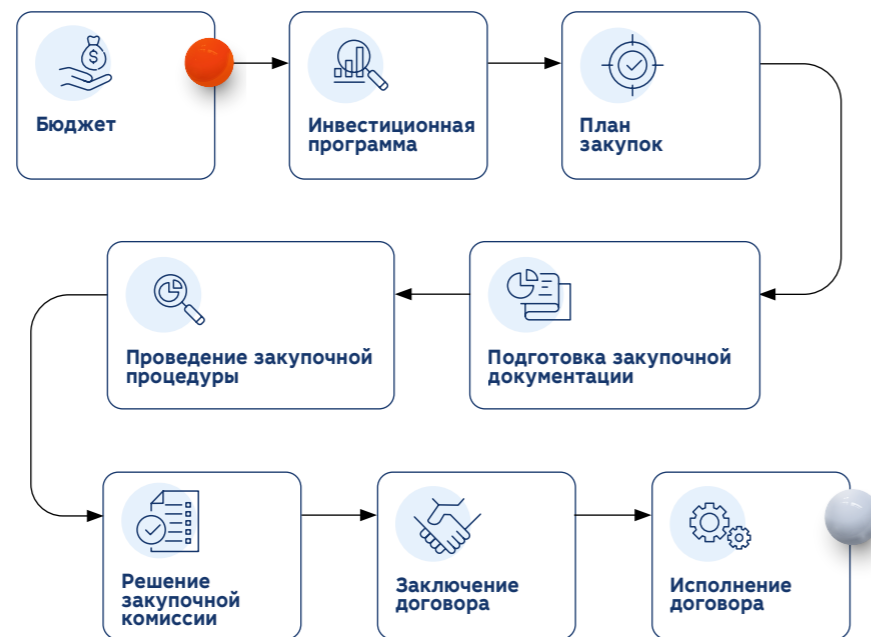 Бюджет
Инвестиционная
программа
План
закупок
Проведение закупочной
процедуры
Подготовка закупочной
документации
Решение
закупочной
комиссии
Заключение
договора
Исполнение
договора